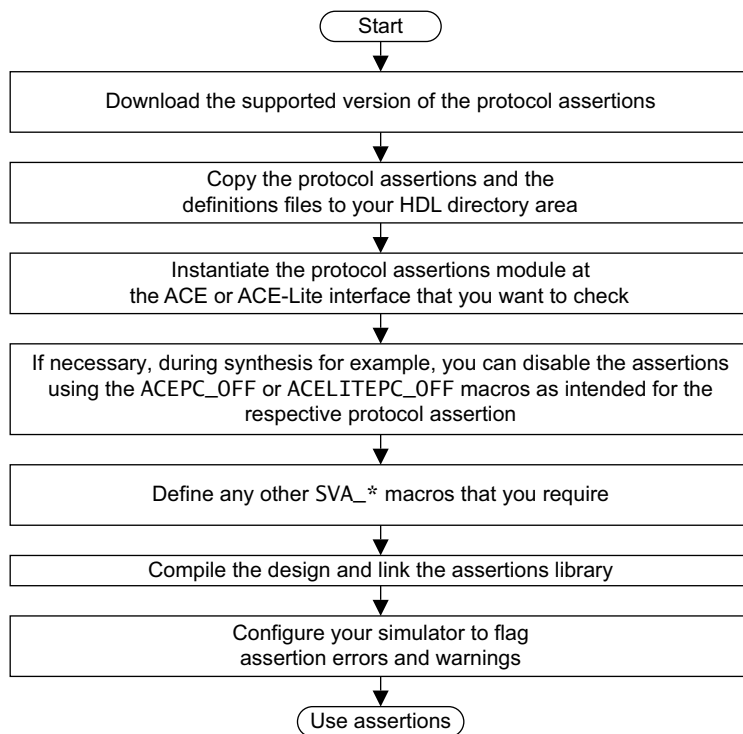 Start
Download the supported version of the protocol assertions
Copy the protocol assertions and the
definitions files to your HDL directory area
Instantiate the protocol assertions module at
the ACE or ACE-Lite interface that you want to check
If necessary, during synthesis for example, you can disable the assertions
using the ACEPC_OFF or ACELITEPC_OFF macros as intended for the
respective protocol assertion
Define any other SVA_* macros that you require
Compile the design and link the assertions library
Configure your simulator to flag
assertion errors and warnings
Use assertions